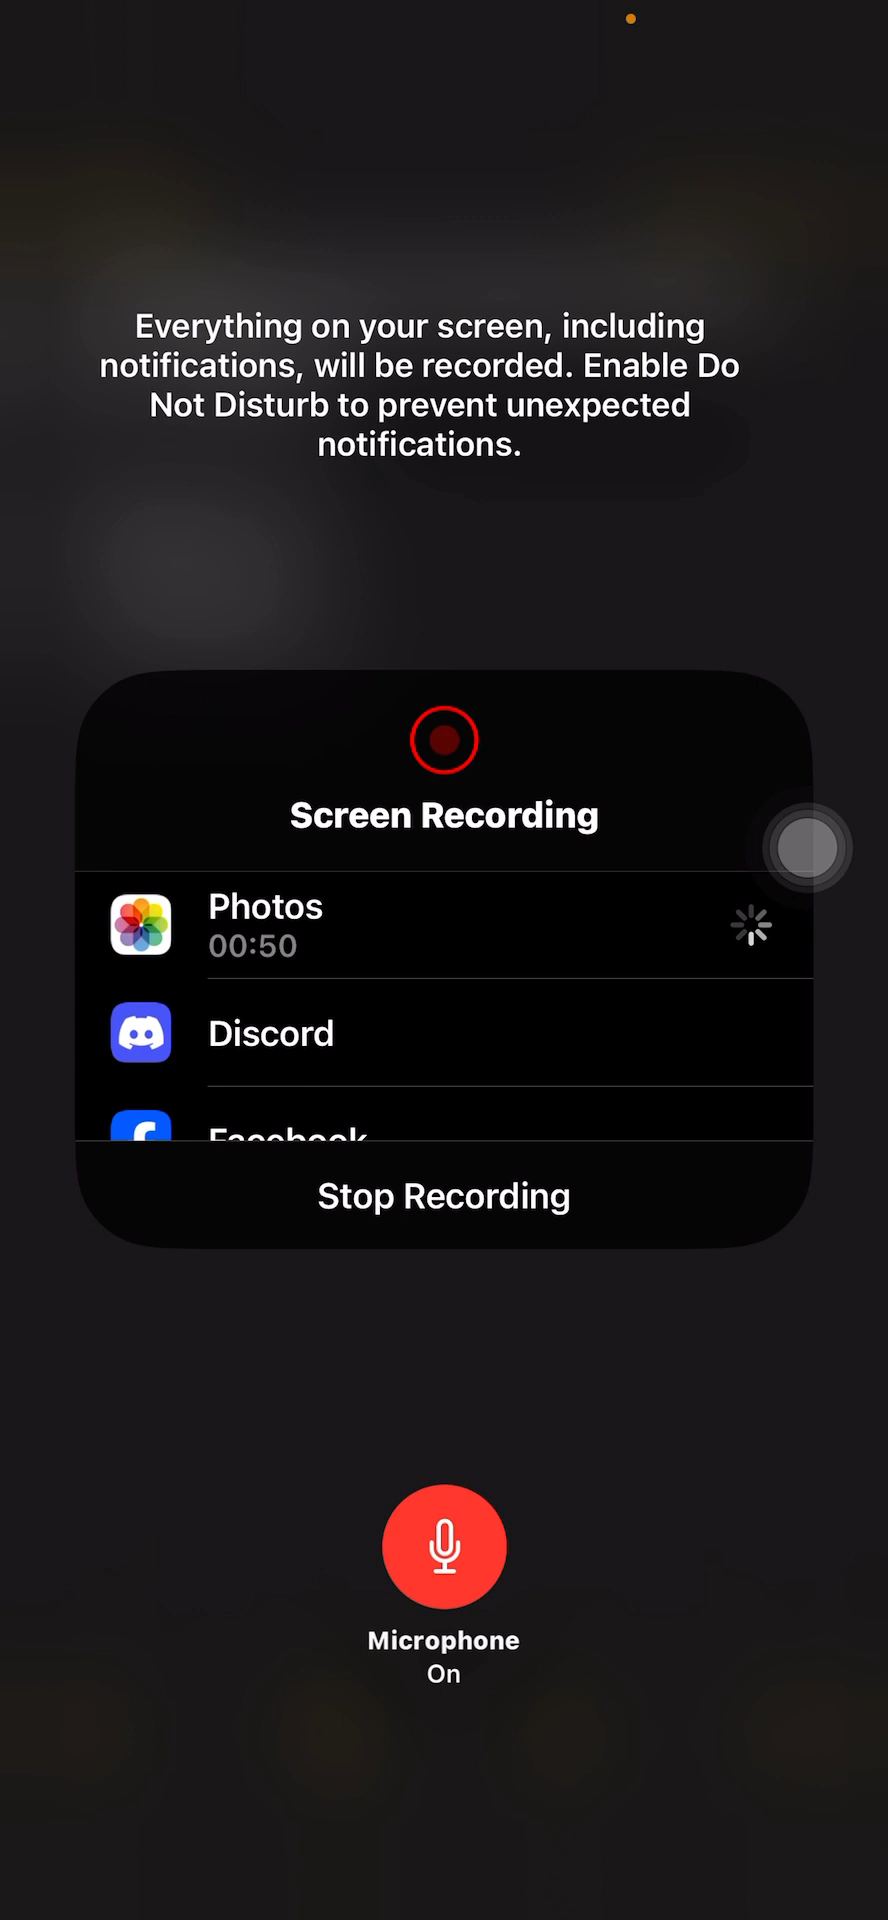 Everything on your screen, including
notifications, will be recorded. Enable Do
Not Disturb to prevent unexpected
notifications.
Screen Recording
Photos
00:50
Discord
Facebook
Stop Recording
Microphone
On